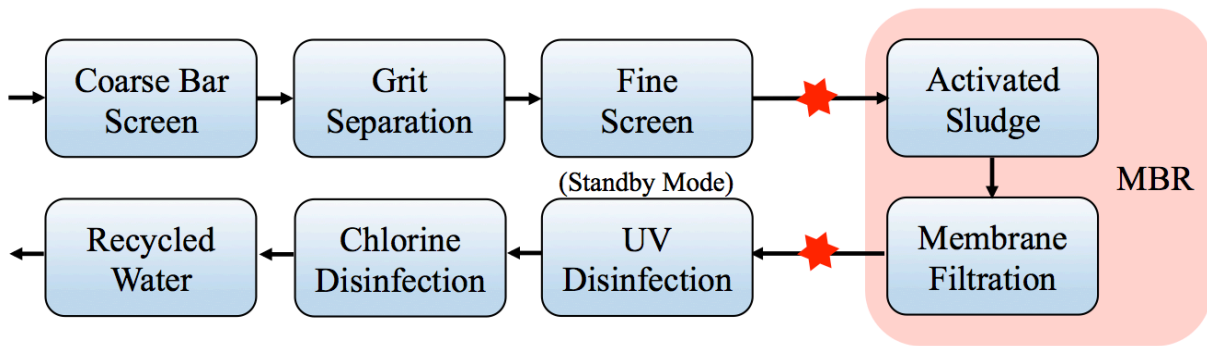 Coarse Bar
Screen
Grit
Separation
Fine
Screen
Activated
Sludge
MBR
(Standby Mode)
Membrane
Filtration
UV
Disinfection
Chlorine
Disinfection
Recycled
Water